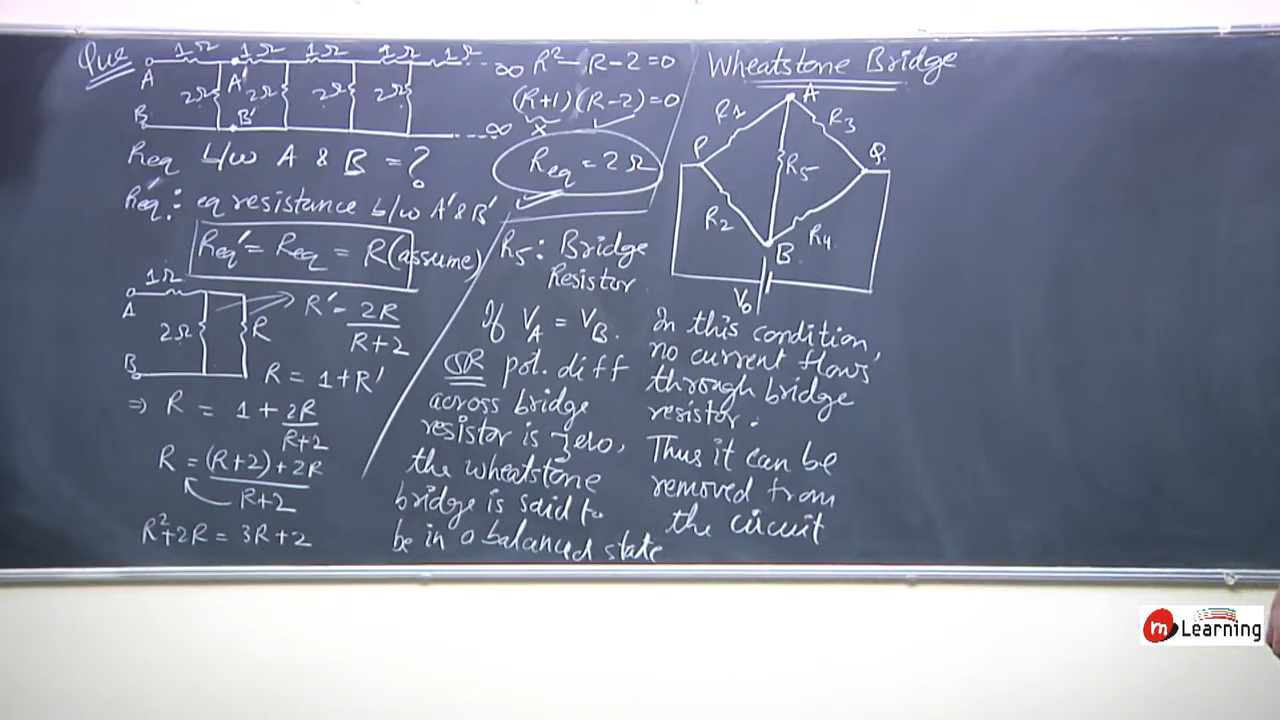 Que
1Ω 1Ω 1Ω 1Ω 1Ω
A A' ∞
2Ω 2Ω 2Ω 2Ω
B B' ∞
Req b/w A & B = ?
Req': eq resistance b/w A' & B'
Req' = Req = R (assume)
1Ω
A
2Ω R
B
R' = 2R/(R+2)
R = 1 + R'
⇒ R = 1 + 2R/(R+2)
R = ((R+2)+2R)/(R+2)
R²+2R = 3R+2
R² - R - 2 = 0
(R+1)(R-2) = 0
x
Req = 2Ω
R5: Bridge
Resistor
If VA = VB.
OR pot. diff
across bridge
resistor is zero,
the wheatstone
bridge is said to
be in a balanced state
Wheatstone Bridge
A
R1 R3
P Q
R5
R2 R4
B
V0
In this condition,
no current flows
through bridge
resistor.
Thus it can be
removed from
the circuit
m Learning